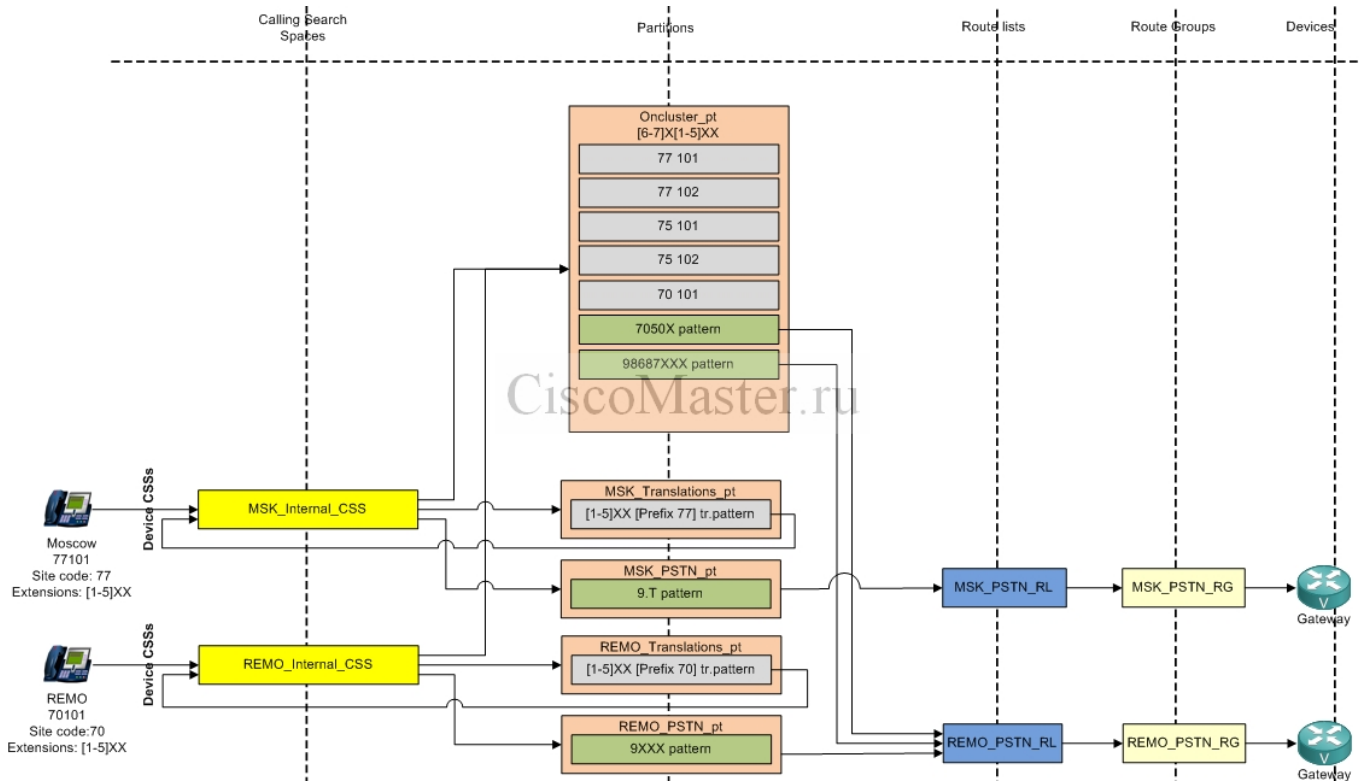 Calling Search
Spaces
Partitions
Route lists
Route Groups
Devices
Oncluster_pt
[6-7]X[1-5]XX
77 101
77 102
75 101
75 102
70 101
7050X pattern
98687XXX pattern
CiscoMaster.ru
Device CSSs
MSK_Internal_CSS
Moscow
77101
Site code: 77
Extensions: [1-5]XX
MSK_Translations_pt
[1-5]XX [Prefix 77] tr.pattern
MSK_PSTN_pt
9.T pattern
MSK_PSTN_RL
MSK_PSTN_RG
V
Gateway
Device CSSs
REMO_Internal_CSS
REMO
70101
Site code:70
Extensions: [1-5]XX
REMO_Translations_pt
[1-5]XX [Prefix 70] tr.pattern
REMO_PSTN_pt
9XXX pattern
REMO_PSTN_RL
REMO_PSTN_RG
V
Gateway